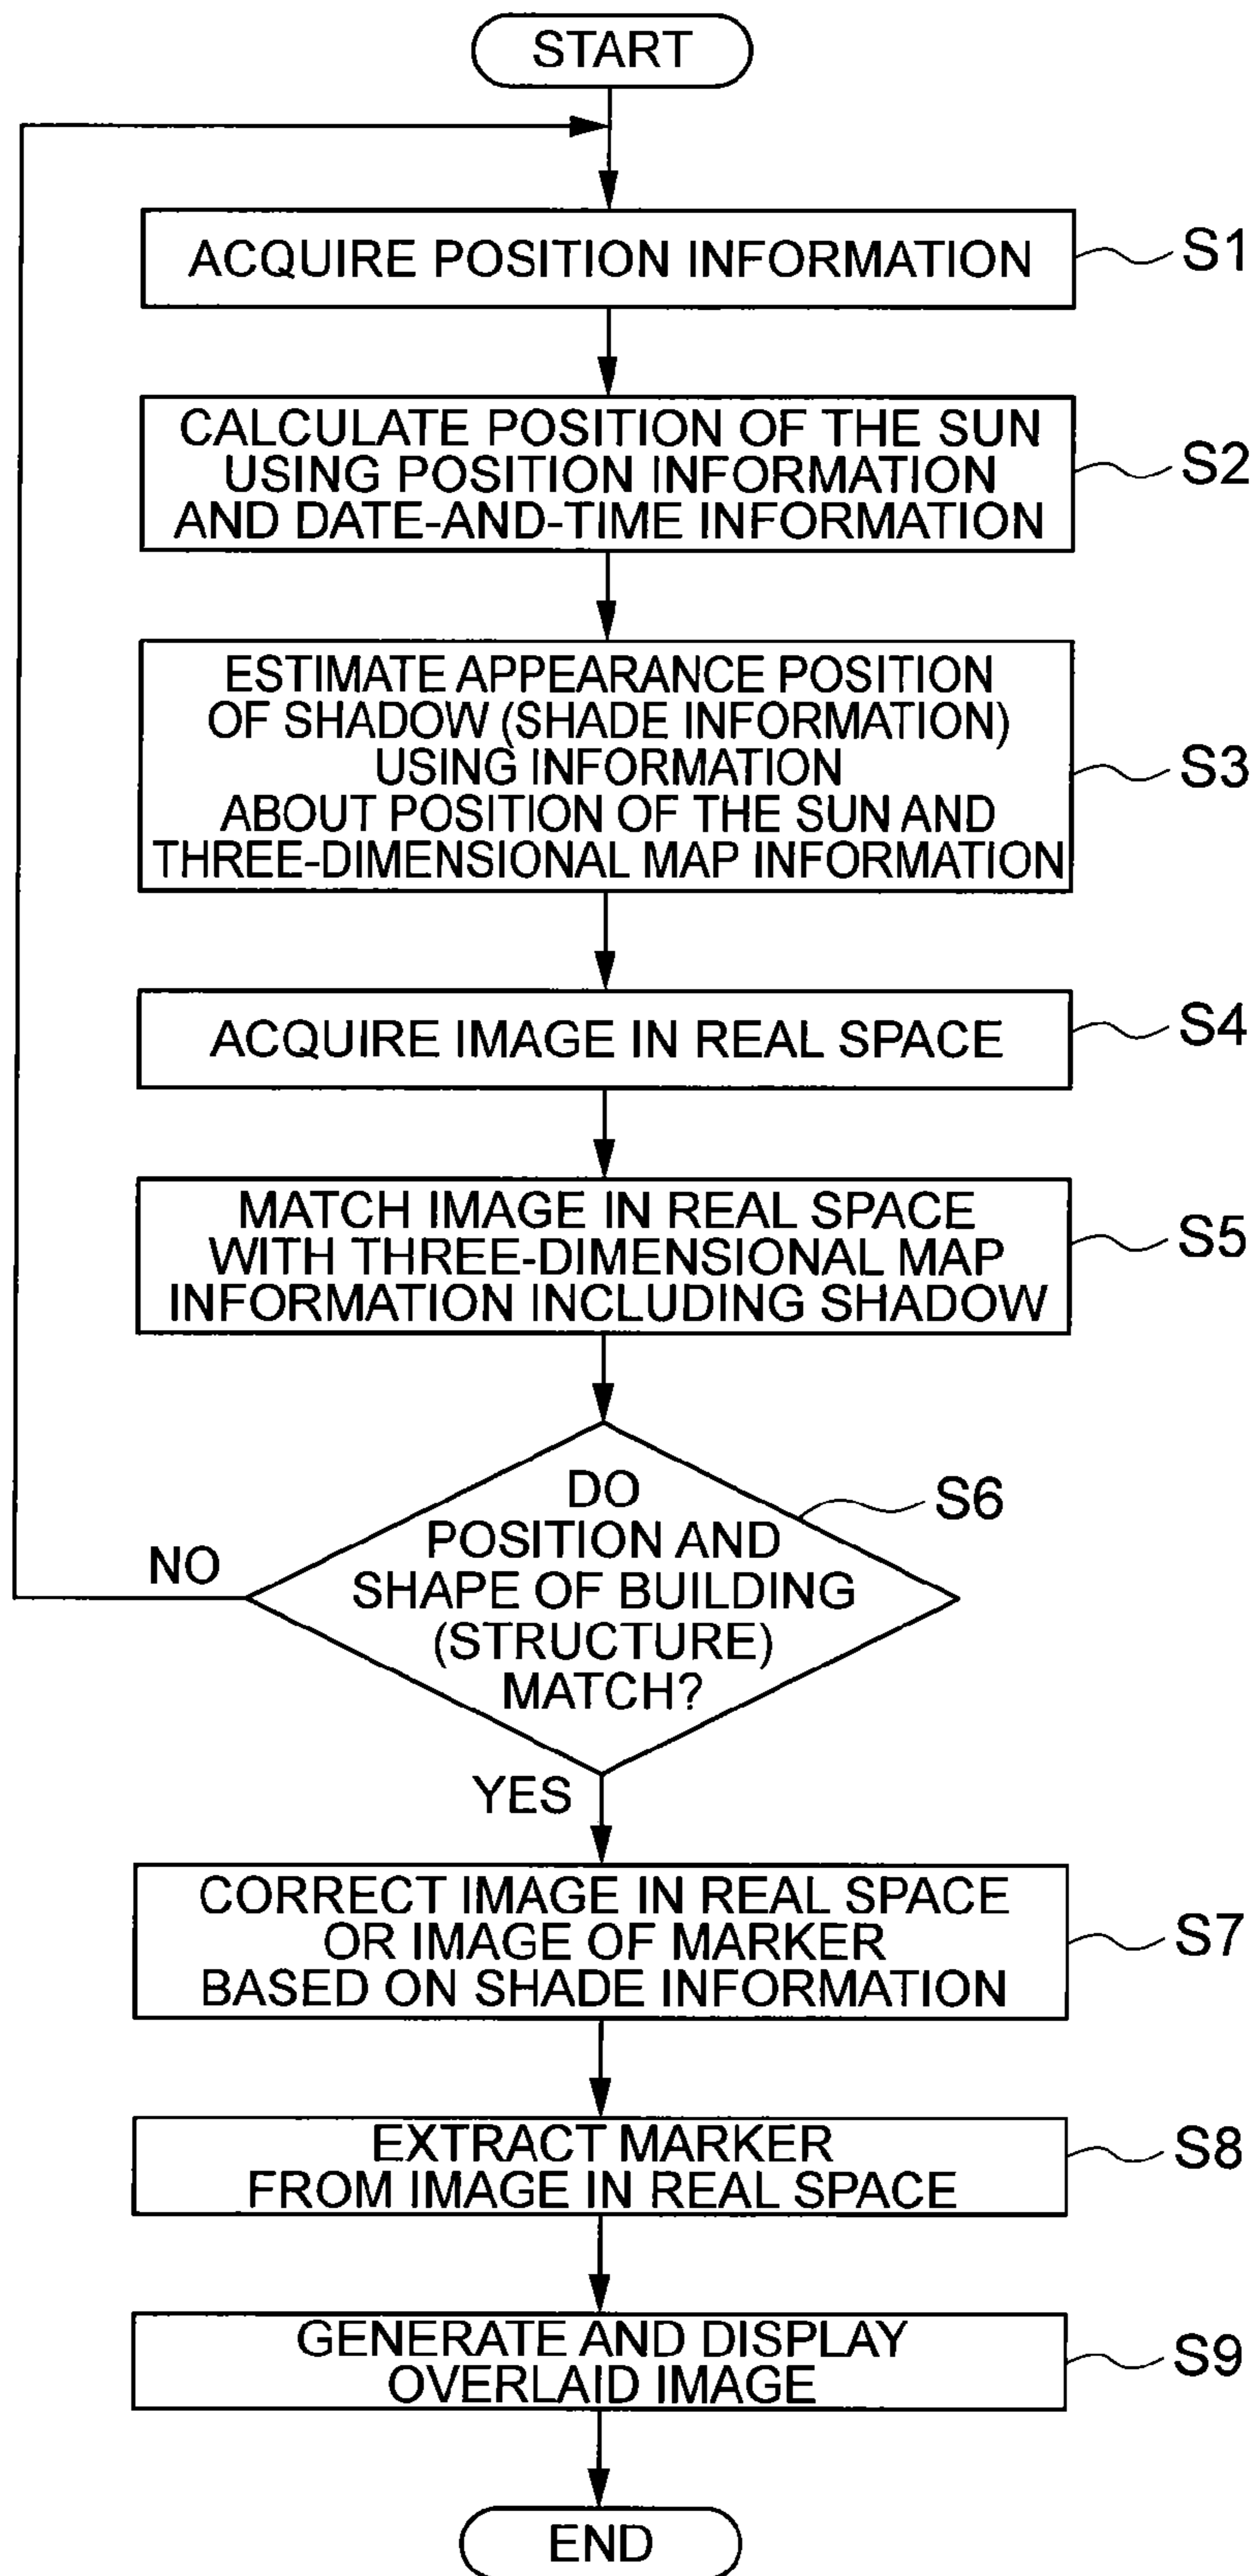 START
ACQUIRE POSITION INFORMATION
S1
CALCULATE POSITION OF THE SUN
USING POSITION INFORMATION
AND DATE-AND-TIME INFORMATION
S2
ESTIMATE APPEARANCE POSITION
OF SHADOW (SHADE INFORMATION)
USING INFORMATION
ABOUT POSITION OF THE SUN AND
THREE-DIMENSIONAL MAP INFORMATION
S3
ACQUIRE IMAGE IN REAL SPACE
S4
MATCH IMAGE IN REAL SPACE
WITH THREE-DIMENSIONAL MAP
INFORMATION INCLUDING SHADOW
S5
DO
POSITION AND
SHAPE OF BUILDING
(STRUCTURE)
MATCH?
S6
NO
YES
CORRECT IMAGE IN REAL SPACE
OR IMAGE OF MARKER
BASED ON SHADE INFORMATION
S7
EXTRACT MARKER
FROM IMAGE IN REAL SPACE
S8
GENERATE AND DISPLAY
OVERLAID IMAGE
S9
END